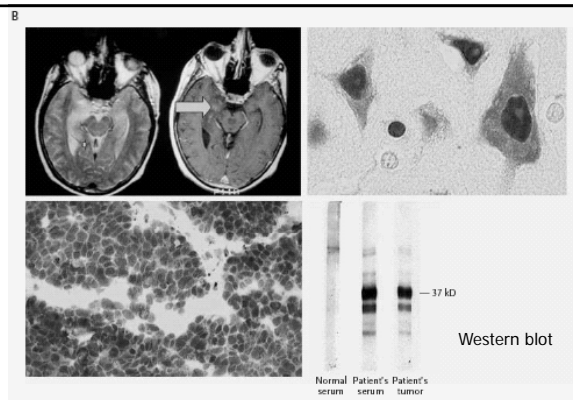 B
37 kD
Western blot
Normal Patient's Patient's
serum serum tumor